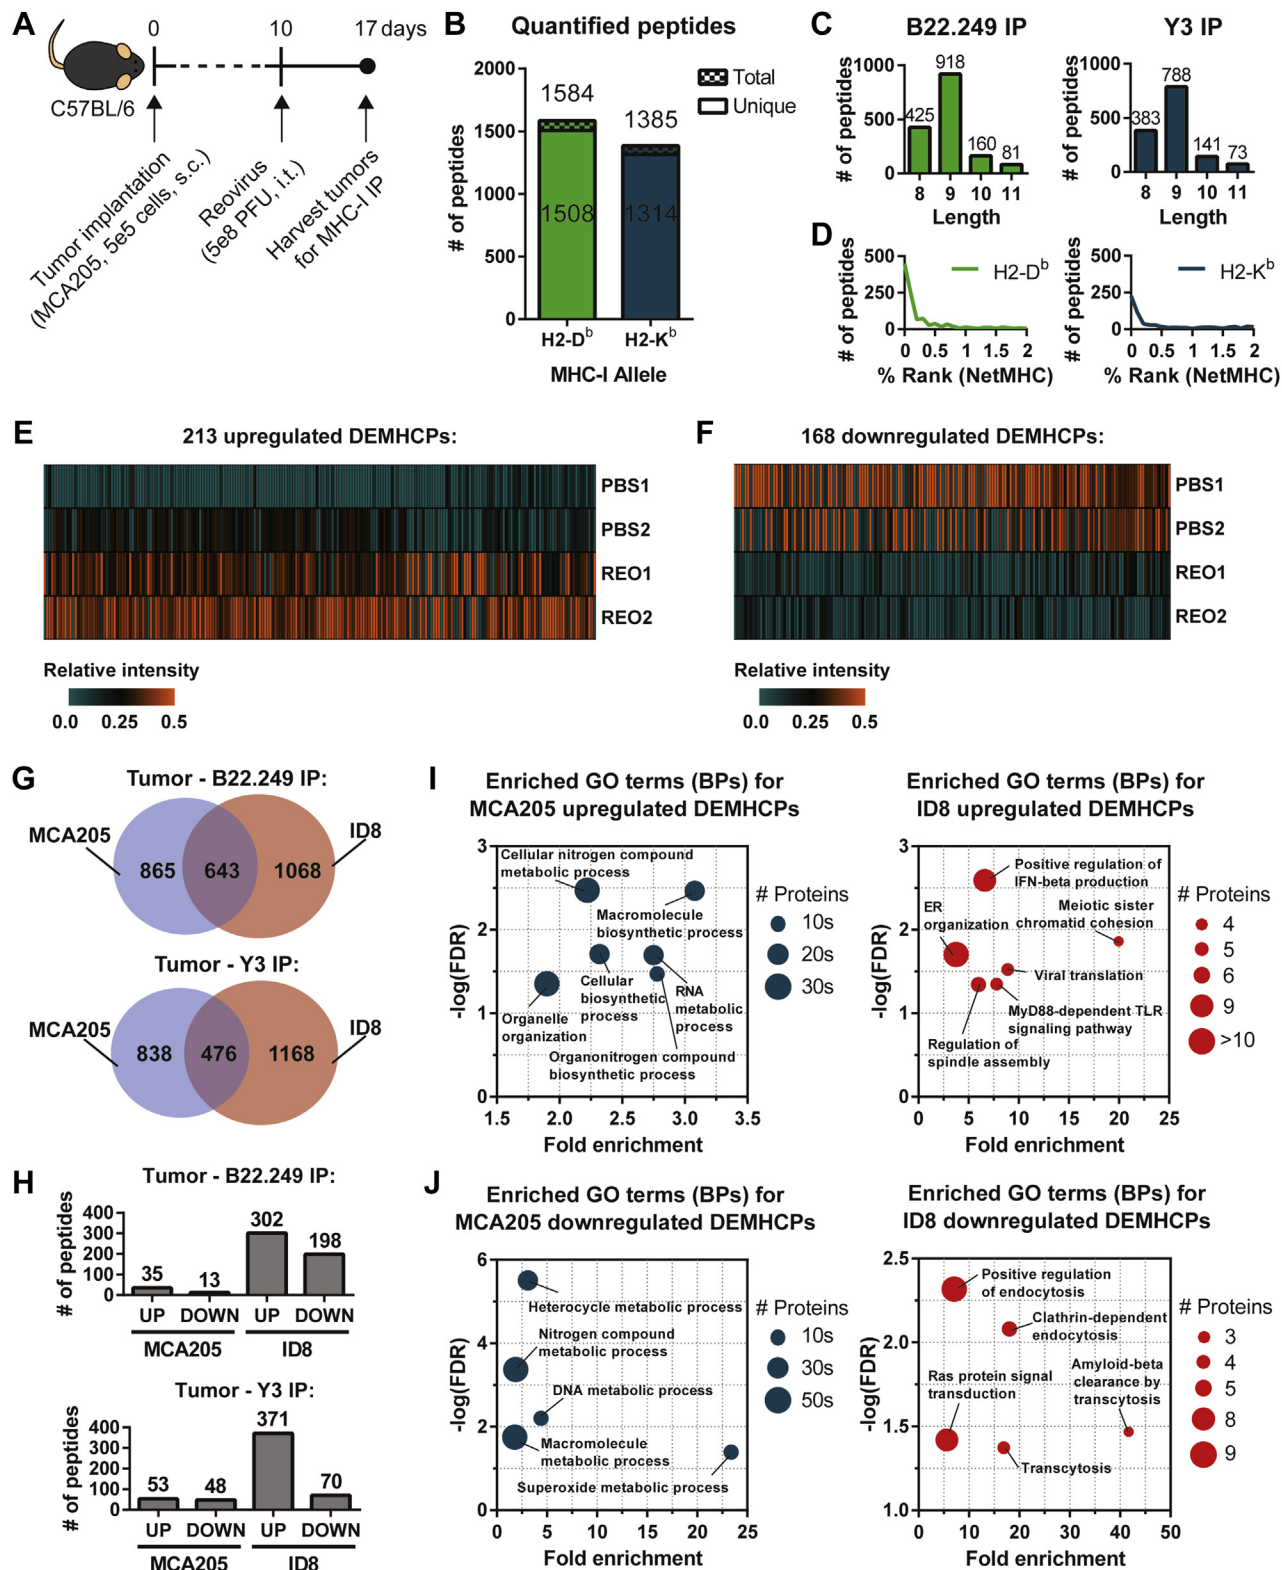 A
0
10
17 days
C57BL/6
Tumor implantation
(MCA205, 5e5 cells, s.c.)
Reovirus
(5e8 PFU, i.t.)
Harvest tumors
for MHC-I IP
B
Quantified peptides
# of peptides
2000
1500
1000
500
0
1584
1508
1385
1314
Total
Unique
H2-Dᵇ
H2-Kᵇ
MHC-I Allele
C
B22.249 IP
# of peptides
1000
500
0
425
918
160
81
8 9 10 11
Length
Y3 IP
# of peptides
1000
500
0
383
788
141
73
8 9 10 11
Length
D
# of peptides
500
250
0
H2-Dᵇ
0 0.5 1 1.5 2
% Rank (NetMHC)
# of peptides
500
250
0
H2-Kᵇ
0 0.5 1 1.5 2
% Rank (NetMHC)
E
213 upregulated DEMHCPs:
PBS1
PBS2
REO1
REO2
Relative intensity
0.0 0.25 0.5
F
168 downregulated DEMHCPs:
PBS1
PBS2
REO1
REO2
Relative intensity
0.0 0.25 0.5
G
Tumor - B22.249 IP:
MCA205
ID8
865 643 1068
Tumor - Y3 IP:
MCA205
ID8
838 476 1168
H
Tumor - B22.249 IP:
# of peptides
400
300
200
100
0
35
13
302
198
UP DOWN UP DOWN
MCA205 ID8
Tumor - Y3 IP:
# of peptides
400
300
200
100
0
53
48
371
70
UP DOWN UP DOWN
MCA205 ID8
I
Enriched GO terms (BPs) for
MCA205 upregulated DEMHCPs
-log(FDR)
3
2
1
0
Cellular nitrogen compound
metabolic process
Macromolecule
biosynthetic process
Cellular
biosynthetic
process
RNA
metabolic
process
Organelle
organization
Organonitrogen compound
biosynthetic process
1.5 2.0 2.5 3.0 3.5
Fold enrichment
# Proteins
10s
20s
30s
Enriched GO terms (BPs) for
ID8 upregulated DEMHCPs
-log(FDR)
3
2
1
0
Positive regulation of
IFN-beta production
ER
organization
Meiotic sister
chromatid cohesion
Viral translation
MyD88-dependent TLR
signaling pathway
Regulation of
spindle assembly
0 5 10 15 20 25
Fold enrichment
# Proteins
4
5
6
9
>10
J
Enriched GO terms (BPs) for
MCA205 downregulated DEMHCPs
-log(FDR)
6
4
2
0
Heterocycle metabolic process
Nitrogen compound
metabolic process
DNA metabolic process
Macromolecule
metabolic process
Superoxide metabolic process
0 5 10 15 20 25
Fold enrichment
# Proteins
10s
30s
50s
Enriched GO terms (BPs) for
ID8 downregulated DEMHCPs
-log(FDR)
2.5
2.0
1.5
1.0
Positive regulation
of endocytosis
Clathrin-dependent
endocytosis
Ras protein signal
transduction
Amyloid-beta
clearance by
transcytosis
Transcytosis
0 10 20 30 40 50
Fold enrichment
# Proteins
3
4
5
8
9